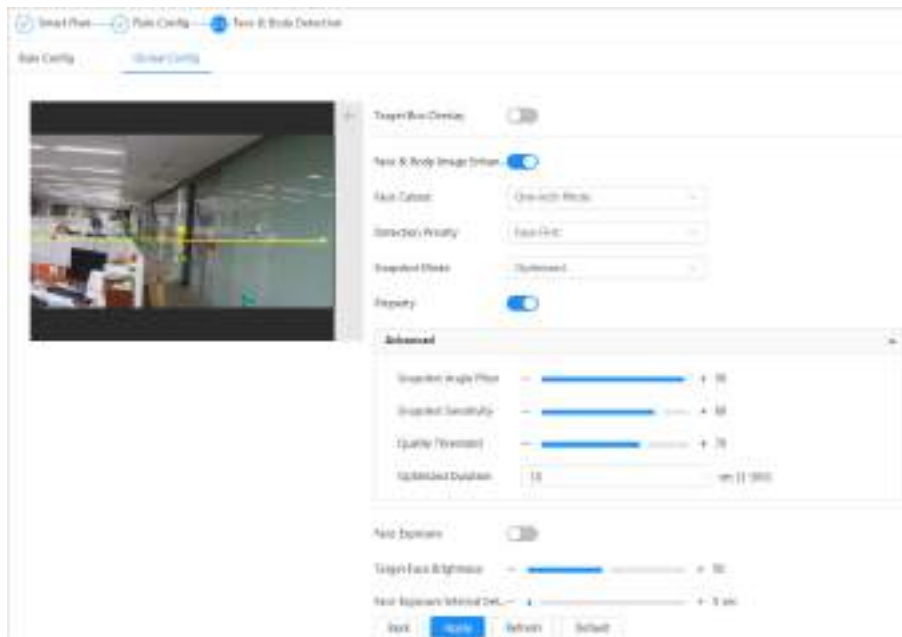 Smart Plan Rule Config Face & Body Detection
Rule Config Global Config
Target Box Overlay
Face & Body Image Enhan...
Face Cutout One-inch Photo
Detection Priority Face First
Snapshot Mode Optimized
Property
Advanced
Snapshot Angle Filter - +
Snapshot Sensitivity - +
Quality Threshold - +
Optimized Duration sec
Face Exposure
Target Face Brightness - + 50
Face Exposure Interval Det... - +
Back Apply Refresh Default